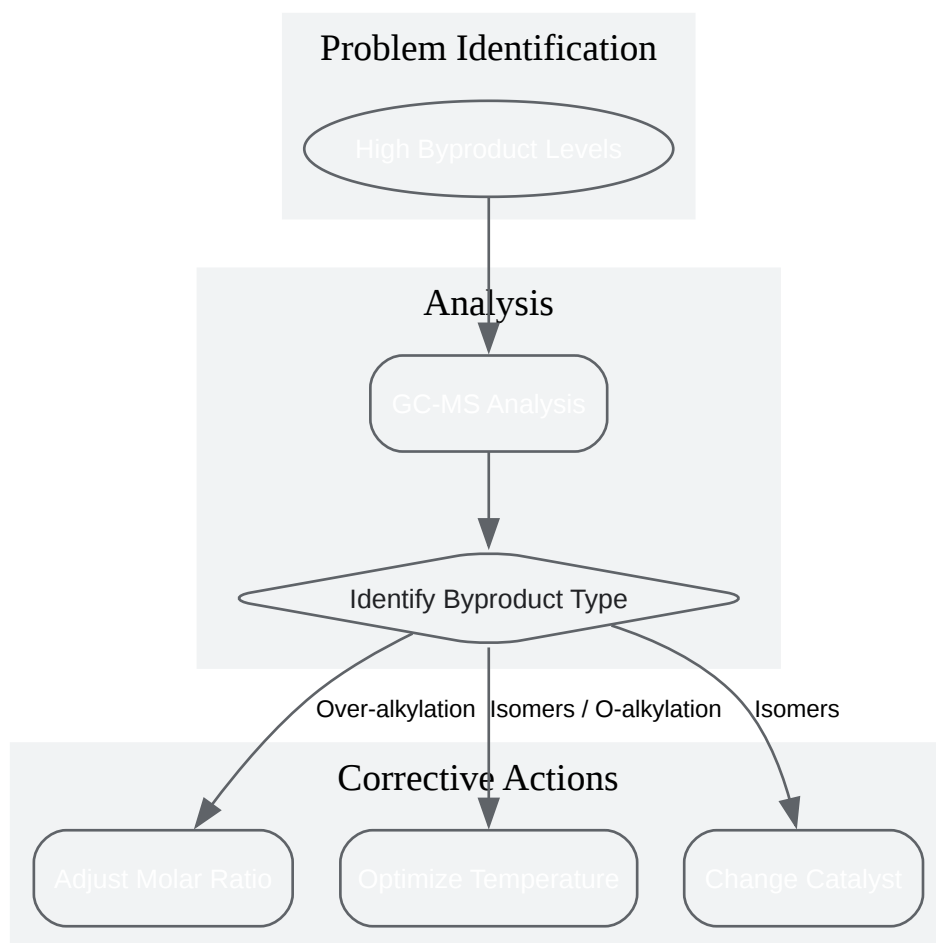 Problem Identification
High Byproduct Levels
Analysis
GC-MS Analysis
Identify Byproduct Type
Over-alkylation
Isomers / O-alkylation
Isomers
Corrective Actions
Adjust Molar Ratio
Optimize Temperature
Change Catalyst